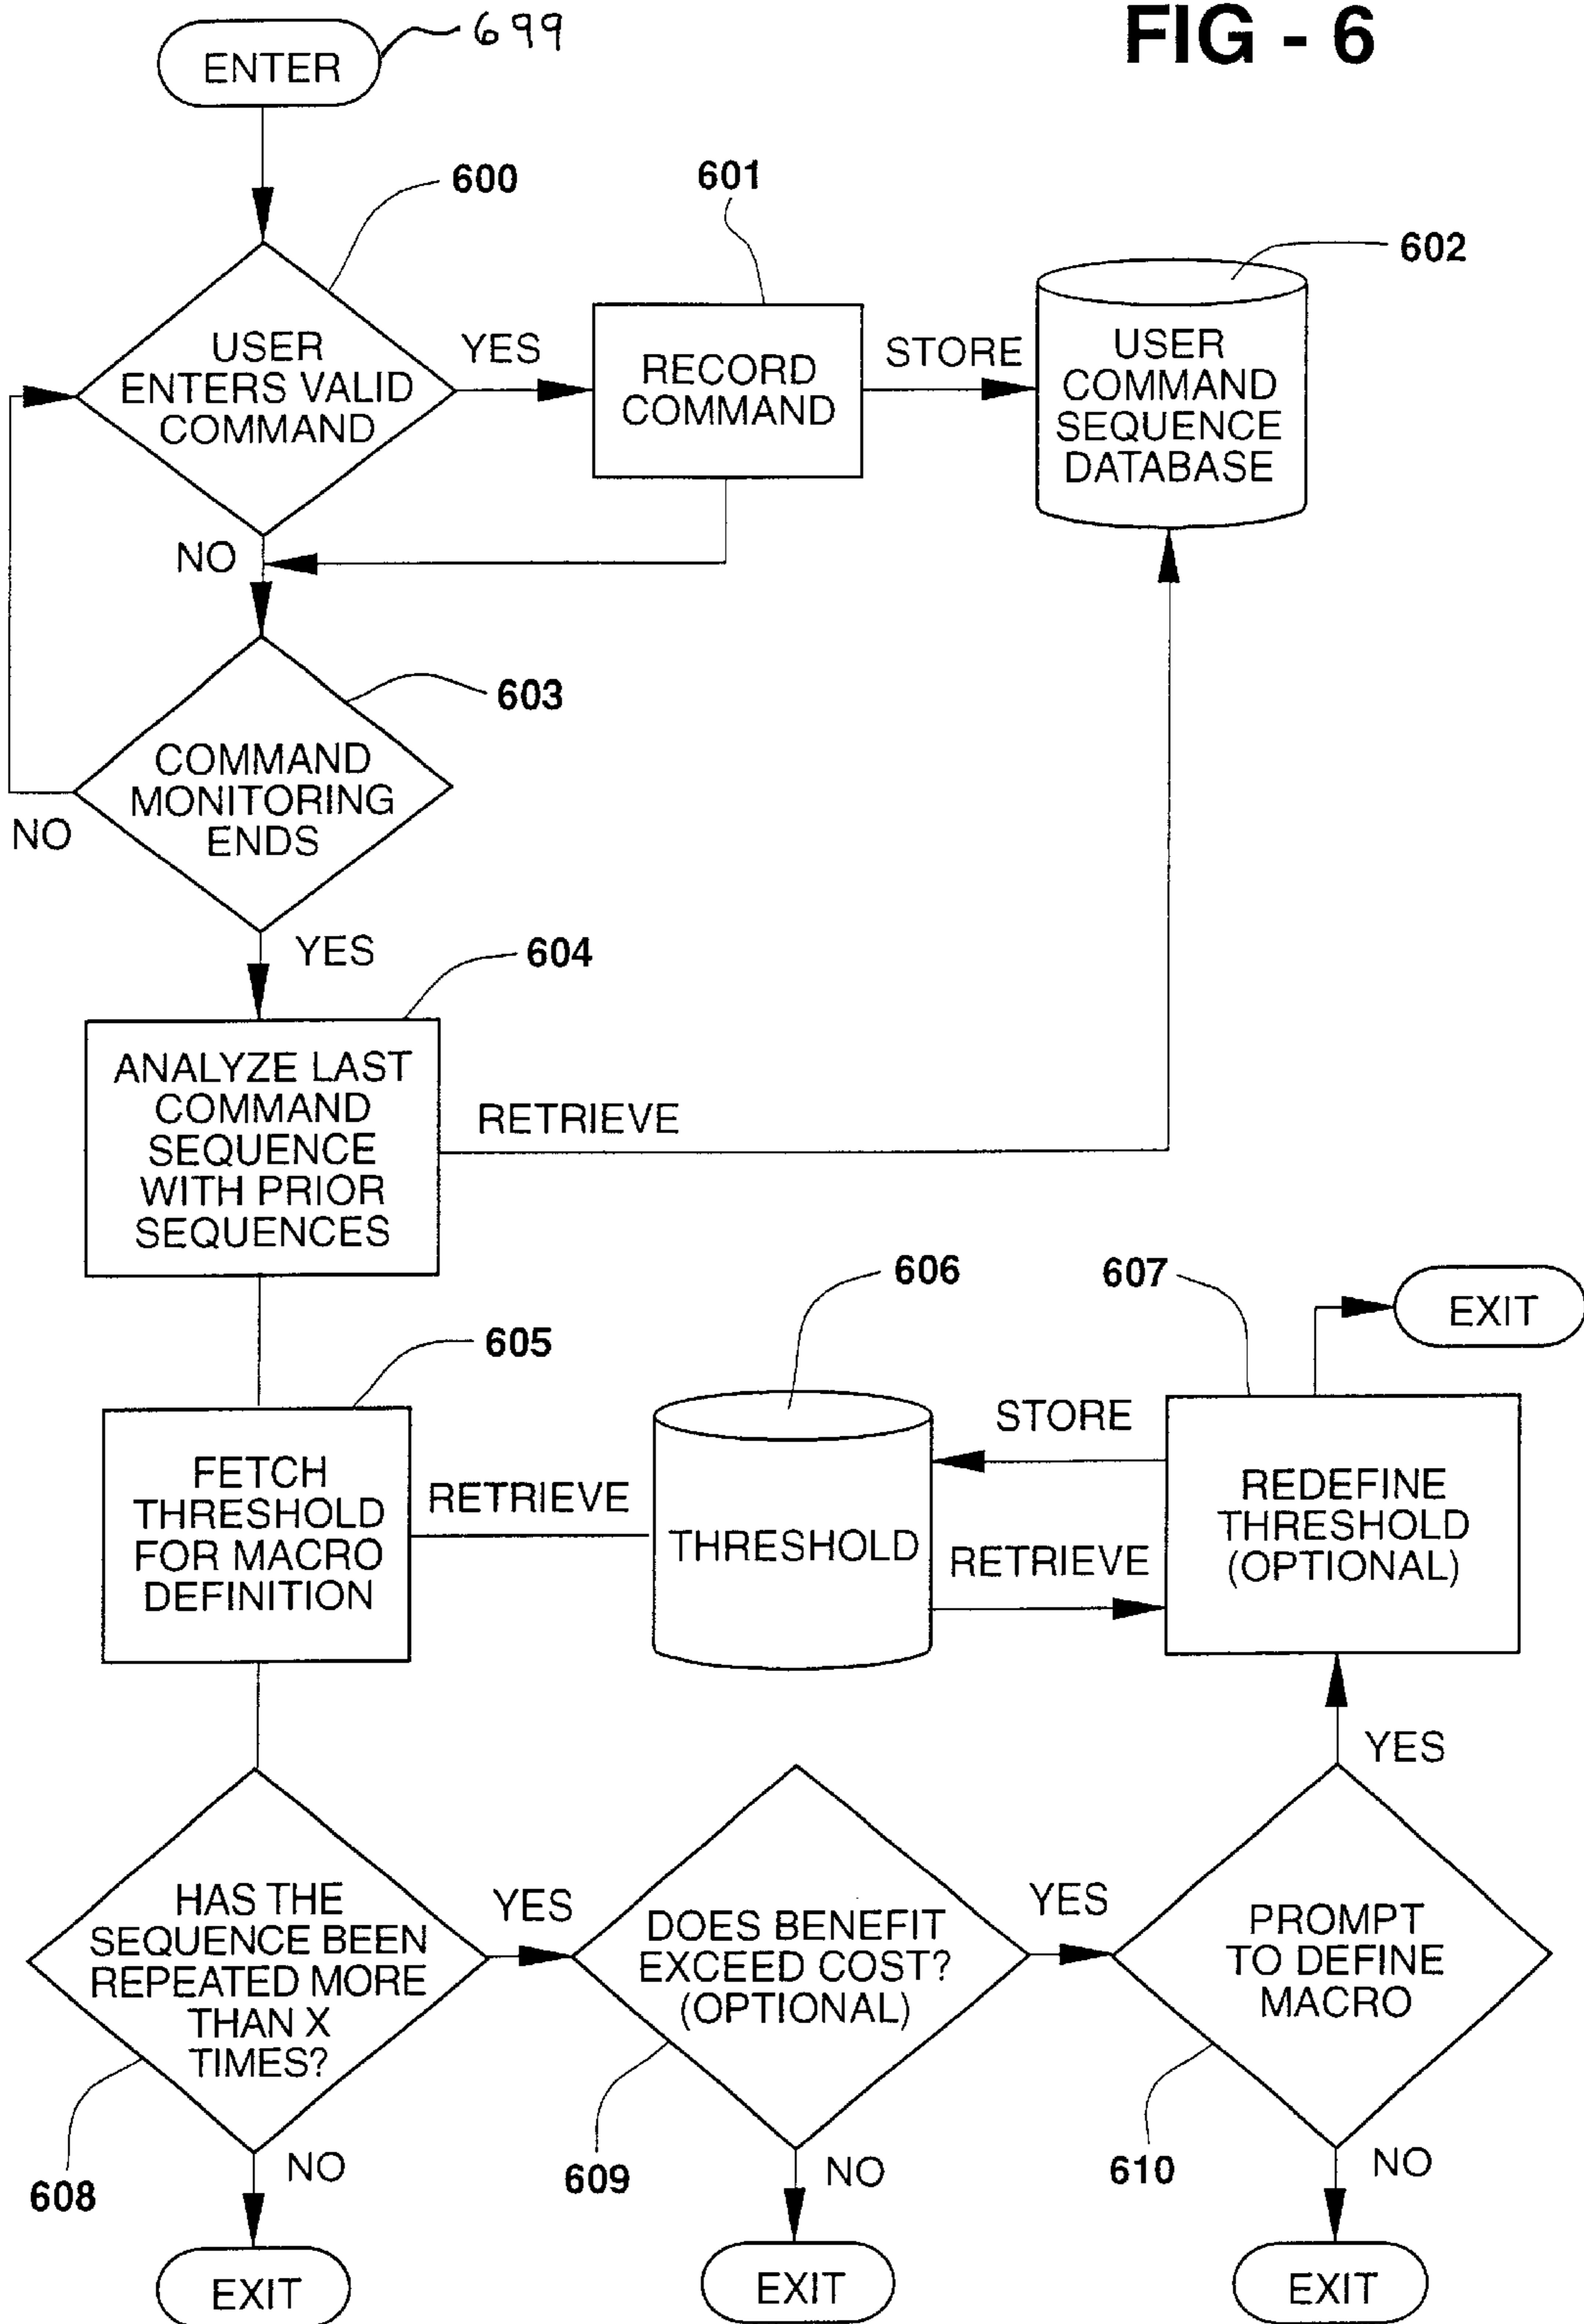 FIG - 6
ENTER
699
600
601
602
USER
ENTERS VALID
COMMAND
YES
RECORD
COMMAND
STORE
USER
COMMAND
SEQUENCE
DATABASE
NO
603
COMMAND
MONITORING
ENDS
NO
YES
604
ANALYZE LAST
COMMAND
SEQUENCE
WITH PRIOR
SEQUENCES
RETRIEVE
605
606
607
EXIT
FETCH
THRESHOLD
FOR MACRO
DEFINITION
RETRIEVE
THRESHOLD
STORE
RETRIEVE
REDEFINE
THRESHOLD
(OPTIONAL)
YES
HAS THE
SEQUENCE BEEN
REPEATED MORE
THAN X
TIMES?
YES
DOES BENEFIT
EXCEED COST?
(OPTIONAL)
YES
PROMPT
TO DEFINE
MACRO
608
NO
609
NO
610
NO
EXIT
EXIT
EXIT